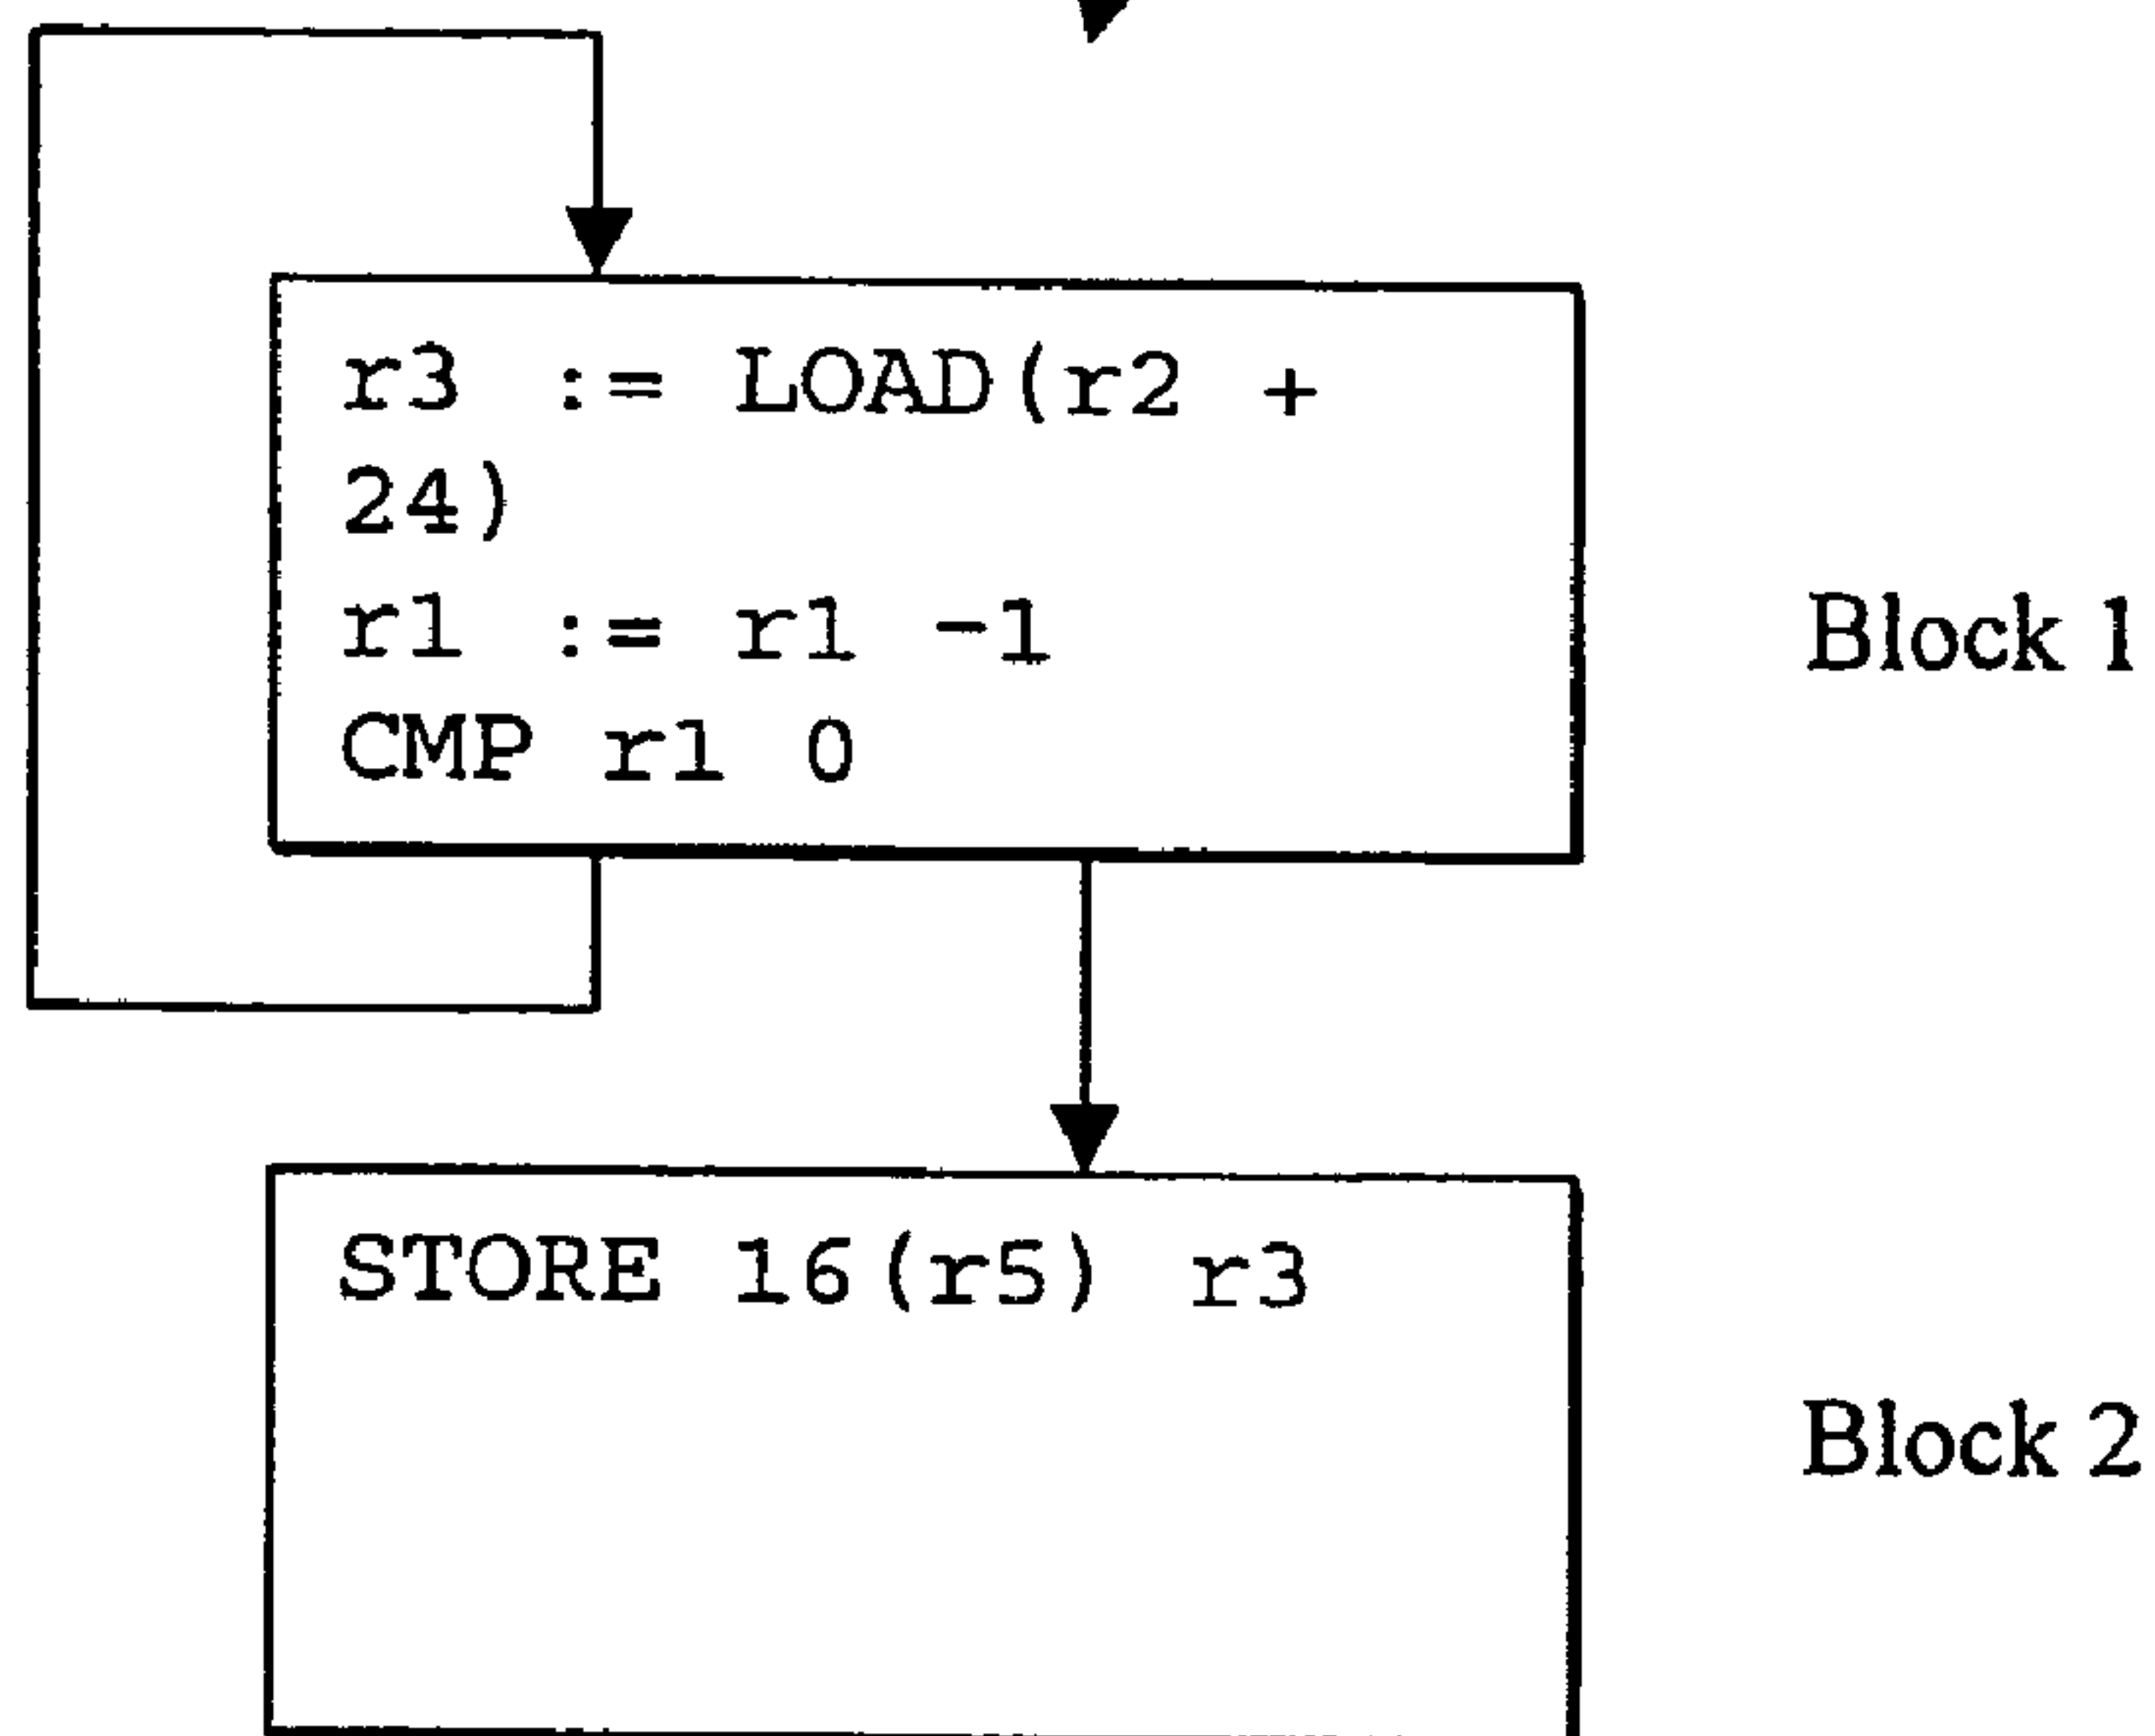 r3 := LOAD(r2 +
24)
r1 := r1 -1
CMP r1 0
Block 1
STORE 16(r5) r3
Block 2